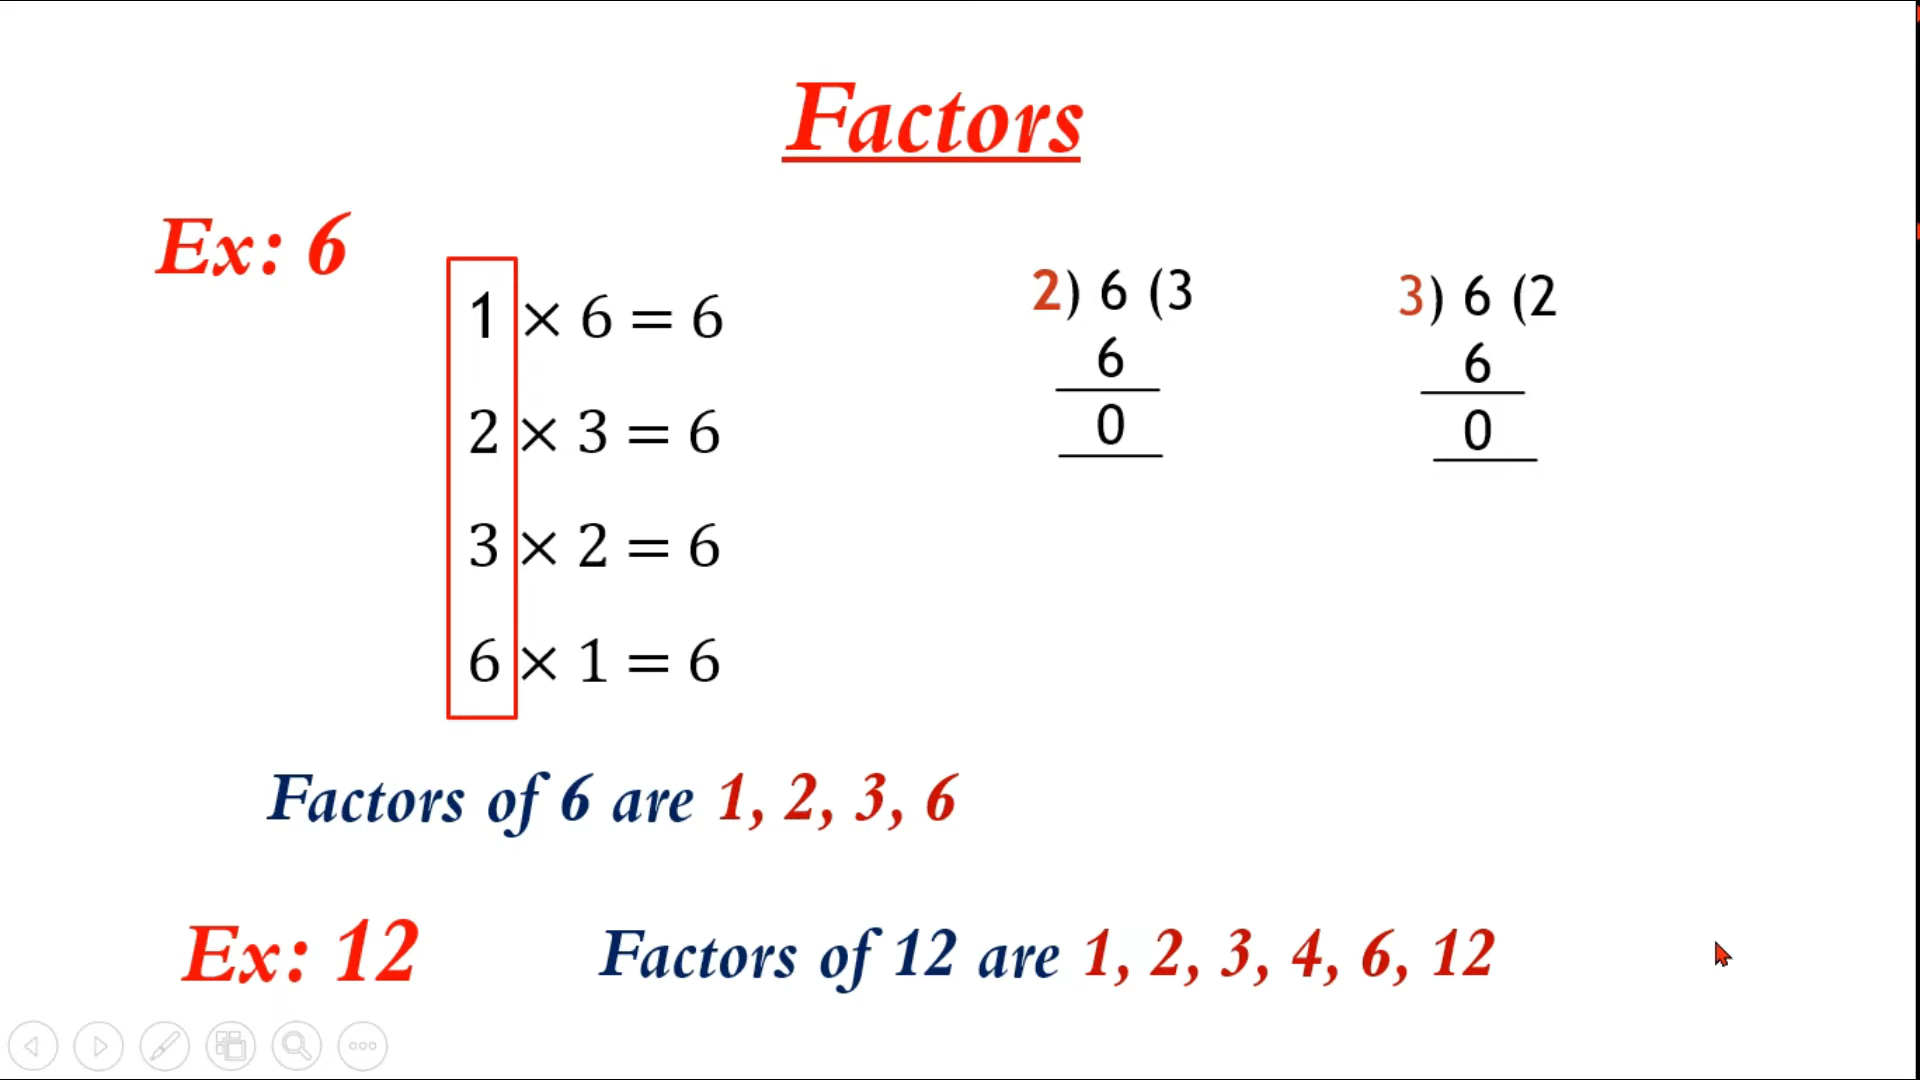 Factors
Ex: 6
1 × 6 = 6
2 × 3 = 6
3 × 2 = 6
6 × 1 = 6
2) 6 (3
6
0
3) 6 (2
6
0
Factors of 6 are 1, 2, 3, 6
Ex: 12
Factors of 12 are 1, 2, 3, 4, 6, 12